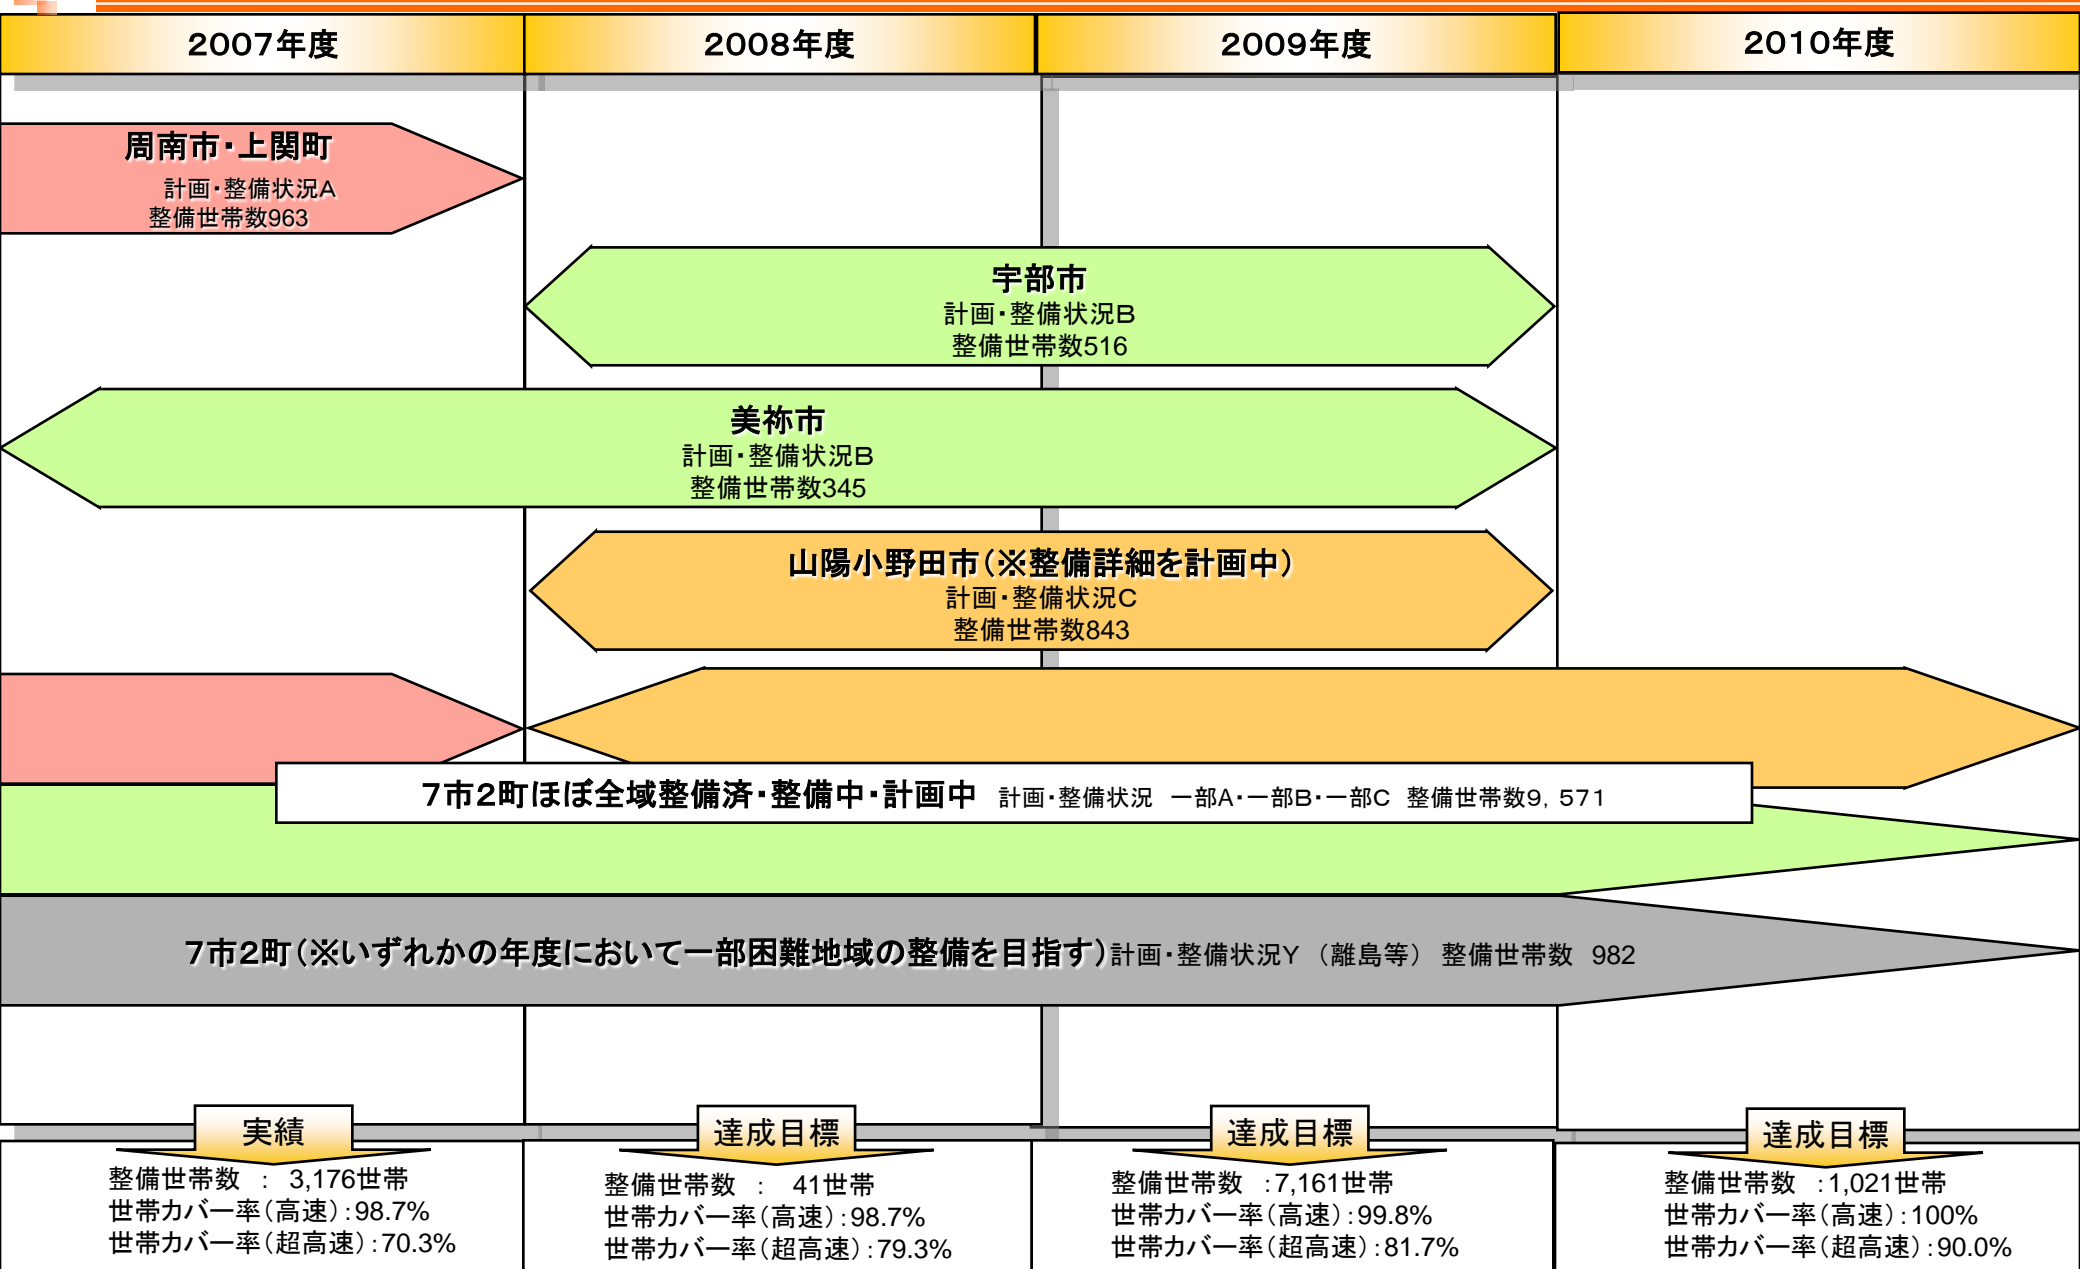 2007年度
2008年度
2009年度
2010年度
周南市・上関町
計画・整備状況A
整備世帯数963
宇部市
計画・整備状況B
整備世帯数516
美祢市
計画・整備状況B
整備世帯数345
山陽小野田市(※整備詳細を計画中)
計画・整備状況C
整備世帯数843
7市2町ほぼ全域整備済・整備中・計画中 計画・整備状況 一部A・一部B・一部C 整備世帯数9,571
7市2町(※いずれかの年度において一部困難地域の整備を目指す)計画・整備状況Y (離島等) 整備世帯数 982
実績
整備世帯数 : 3,176世帯
世帯カバー率(高速):98.7%
世帯カバー率(超高速):70.3%
達成目標
整備世帯数 : 41世帯
世帯カバー率(高速):98.7%
世帯カバー率(超高速):79.3%
達成目標
整備世帯数 :7,161世帯
世帯カバー率(高速):99.8%
世帯カバー率(超高速):81.7%
達成目標
整備世帯数 :1,021世帯
世帯カバー率(高速):100%
世帯カバー率(超高速):90.0%